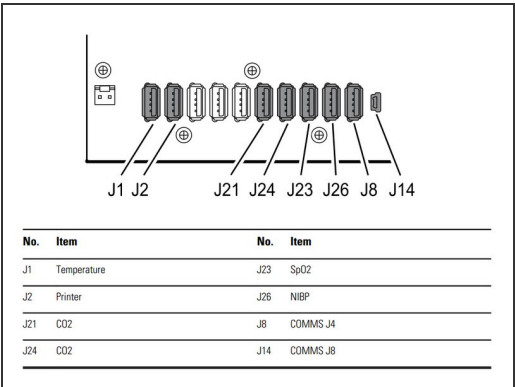 J1 J2 J21 J24 J23 J26 J8 J14
No. Item No. Item
J1 Temperature J23 SpO2
J2 Printer J26 NIBP
J21 CO2 J8 COMMS J4
J24 CO2 J14 COMMS J8